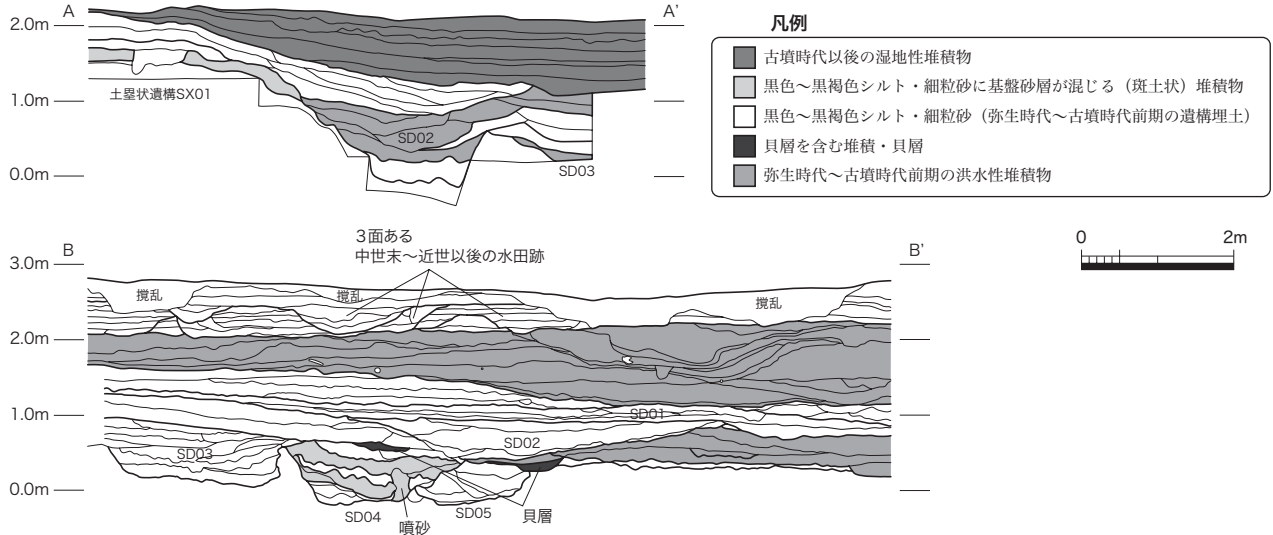 A
A'
2.0m
1.0m
0.0m
土塁状遺構SX01
SD02
SD03
凡例
古墳時代以後の湿地性堆積物
黒色～黒褐色シルト・細粒砂に基盤砂層が混じる（斑土状）堆積物
黒色～黒褐色シルト・細粒砂（弥生時代～古墳時代前期の遺構埋土）
貝層を含む堆積・貝層
弥生時代～古墳時代前期の洪水性堆積物
0
2m
３面ある
中世末～近世以後の水田跡
B
B'
3.0m
2.0m
1.0m
0.0m
撹乱
撹乱
撹乱
SD01
SD02
SD03
SD04
噴砂
SD05
貝層